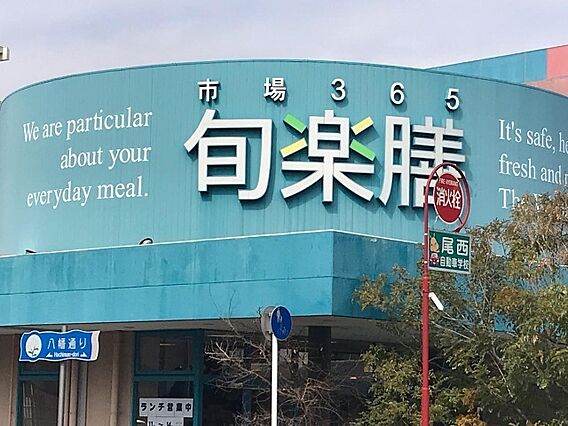 市場365
旬楽膳
We are particular
about your
everyday meal.
It's safe,
fresh and
消火栓
尾西
自動車学校
八幡通り
Hachiman-dori
ランチ営業中